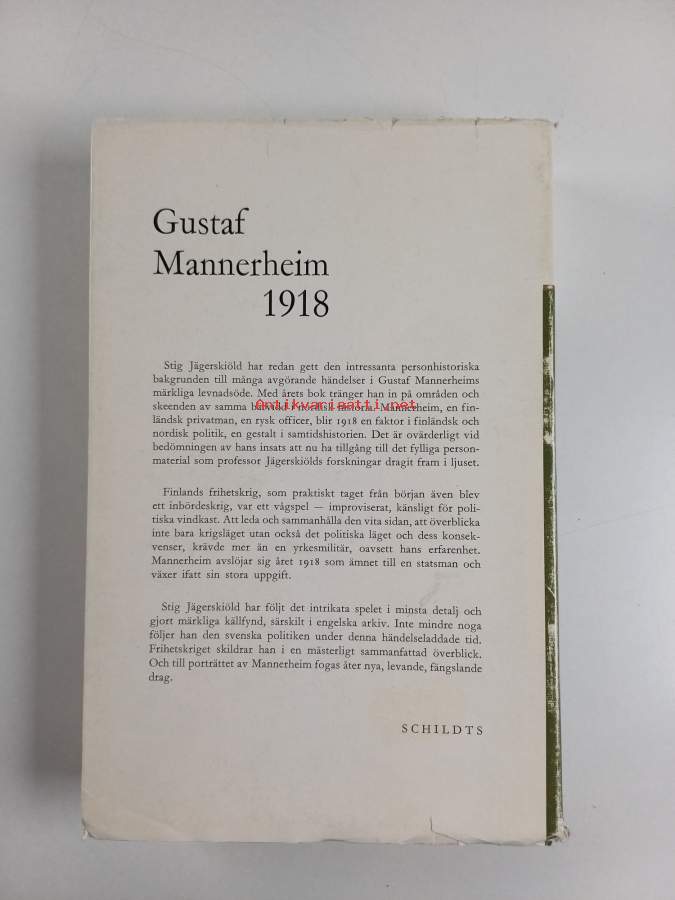 Gustaf
Mannerheim
1918
Stig Jägerskiöld har redan gett den intressanta personhistoriska
bakgrunden till många avgörande händelser i Gustaf Mannerheims
märkliga levnadsöde. Med årets bok tränger han in på områden och
skeenden av samma halvöld i nordisk historia. Mannerheim, en fin-
Antikvariaatti.net
ländsk privatman, en rysk officer, blir 1918 en faktor i finländsk och
nordisk politik, en gestalt i samtidshistorien. Det är ovärderligt vid
bedömningen av hans insats att nu ha tillgång till det fylliga person-
material som professor Jägerskiölds forskningar dragit fram i ljuset.
Finlands frihetskrig, som praktiskt taget från början även blev
ett inbördeskrig, var ett vågspel — improviserat, känsligt för poli-
tiska vindkast. Att leda och sammanhålla den vita sidan, att överblicka
inte bara krigsläget utan också det politiska läget och dess konsek-
venser, krävde mer än en yrkesmilitär, oavsett hans erfarenhet.
Mannerheim avslöjar sig året 1918 som ämnet till en statsman och
växer ifatt sin stora uppgift.
Stig Jägerskiöld har följt det intrikata spelet i minsta detalj och
gjort märkliga källfynd, särskilt i engelska arkiv. Inte mindre noga
följer han den svenska politiken under denna händelseladdade tid.
Frihetskriget skildrar han i en mästerligt sammanfattad överblick.
Och till porträttet av Mannerheim fogas åter nya, levande, fängslande
drag.
SCHILDTS